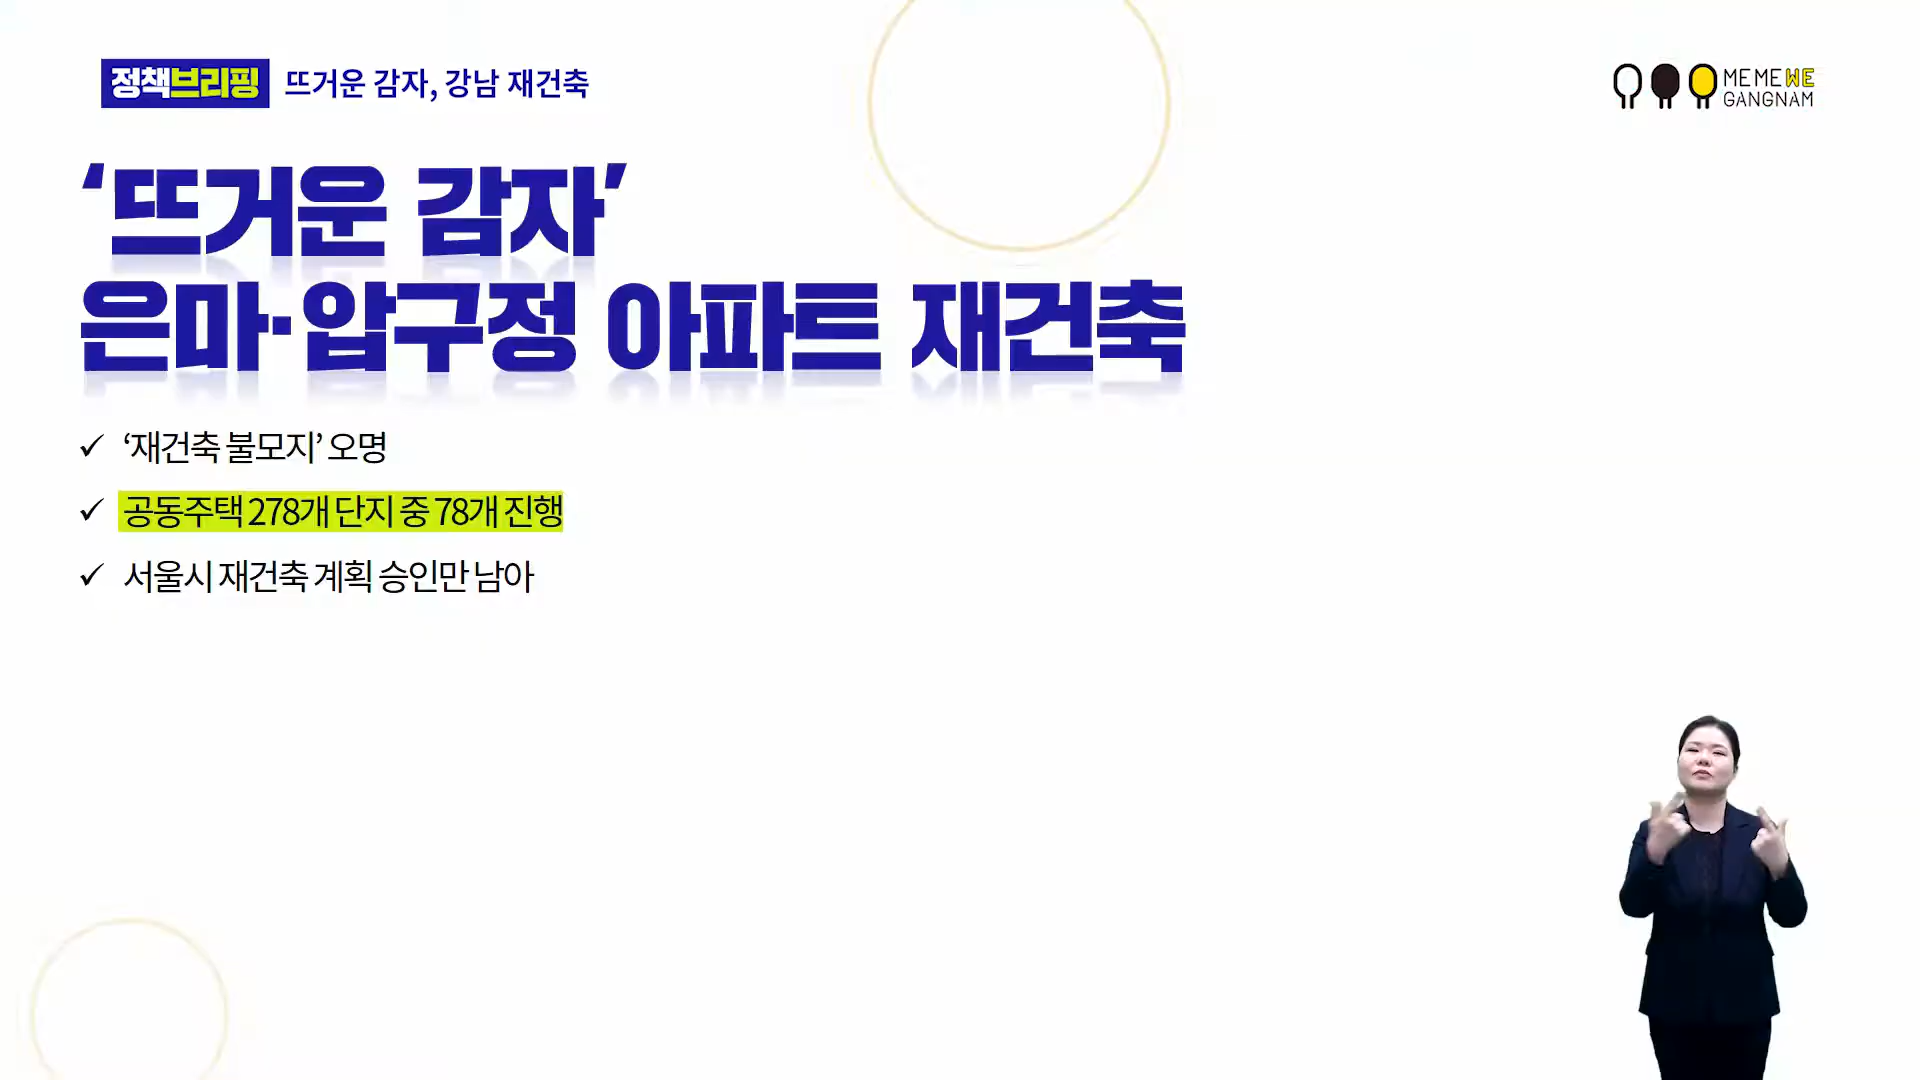 정책브리핑 뜨거운 감자, 강남 재건축
MEMEWE
GANGNAM
‘뜨거운 감자’
은마·압구정 아파트 재건축
✓ ‘재건축 불모지’ 오명
✓ 공동주택 278개 단지 중 78개 진행
✓ 서울시 재건축 계획 승인만 남아